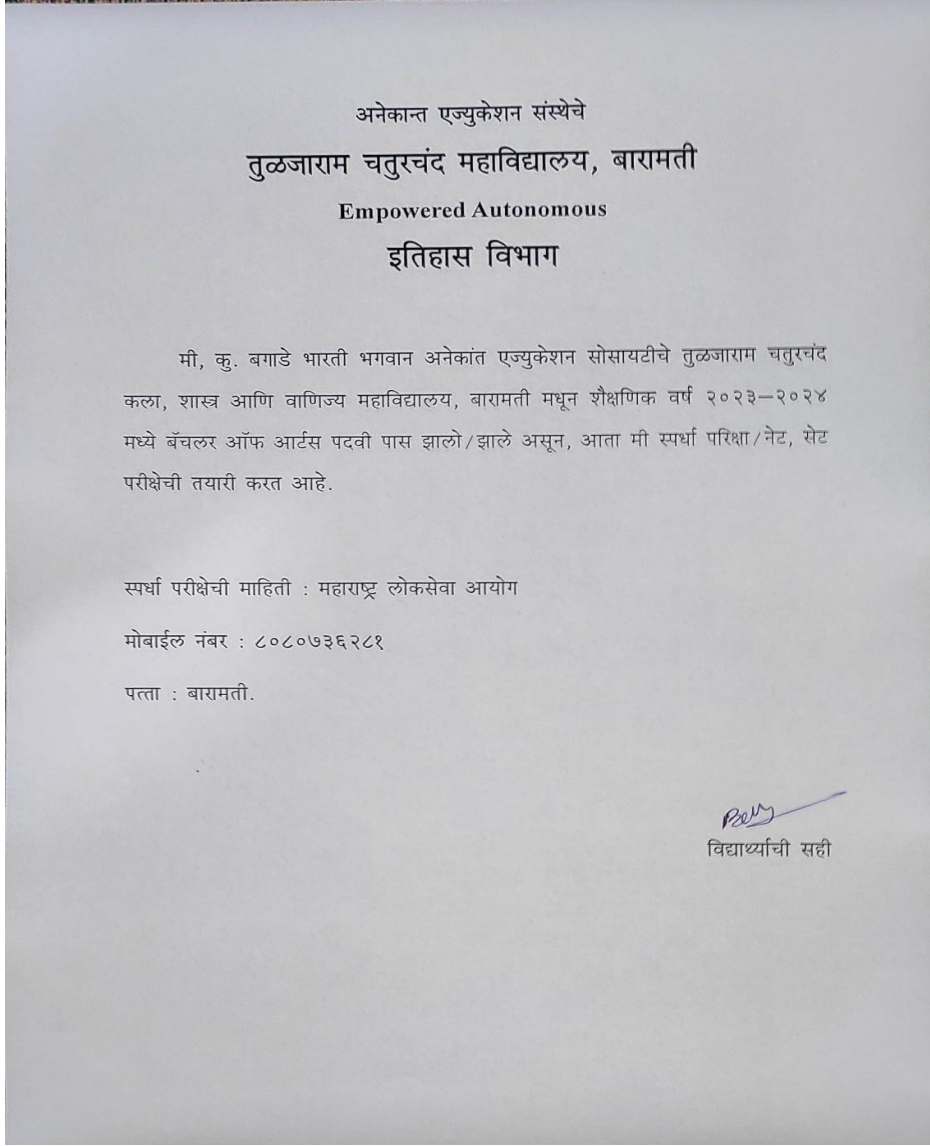 अनेकान्त एज्युकेशन संस्थेचे
तुळजाराम चतुरचंद महाविद्यालय, बारामती
Empowered Autonomous
इतिहास विभाग
मी, कु. बगाडे भारती भगवान अनेकांत एज्युकेशन सोसायटीचे तुळजाराम चतुरचंद
कला, शास्त्र आणि वाणिज्य महाविद्यालय, बारामती मधून शैक्षणिक वर्ष २०२३–२०२४
मध्ये बॅचलर ऑफ आर्टस पदवी पास झालो/झाले असून, आता मी स्पर्धा परिक्षा/नेट, सेट
परीक्षेची तयारी करत आहे.
स्पर्धा परीक्षेची माहिती : महाराष्ट्र लोकसेवा आयोग
मोबाईल नंबर : ८०८०७३६२८१
पत्ता : बारामती.
विद्यार्थ्याची सही